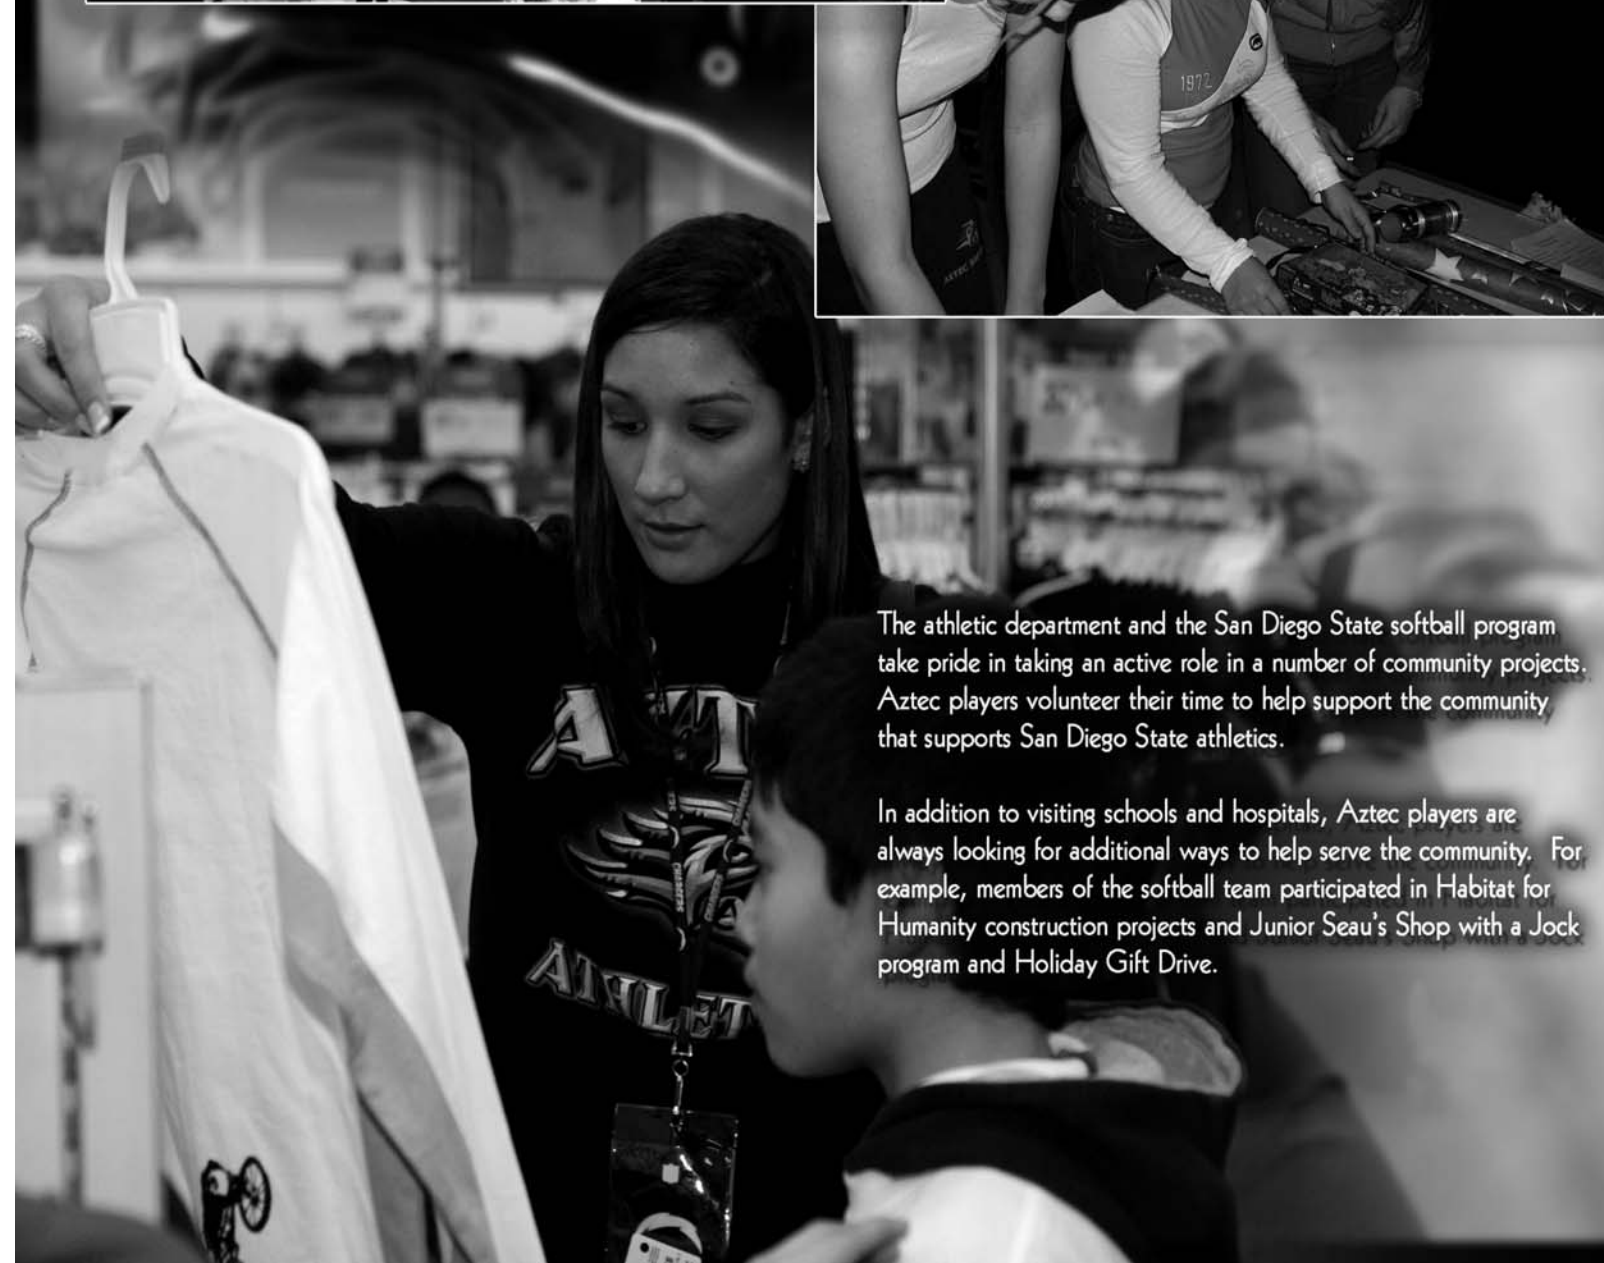 1972
AZTEC
The athletic department and the San Diego State softball program
take pride in taking an active role in a number of community projects.
Aztec players volunteer their time to help support the community
that supports San Diego State athletics.
In addition to visiting schools and hospitals, Aztec players are
always looking for additional ways to help serve the community. For
example, members of the softball team participated in Habitat for
Humanity construction projects and Junior Seau's Shop with a Jock
program and Holiday Gift Drive.
AZT
ATHLET
CHARGERS